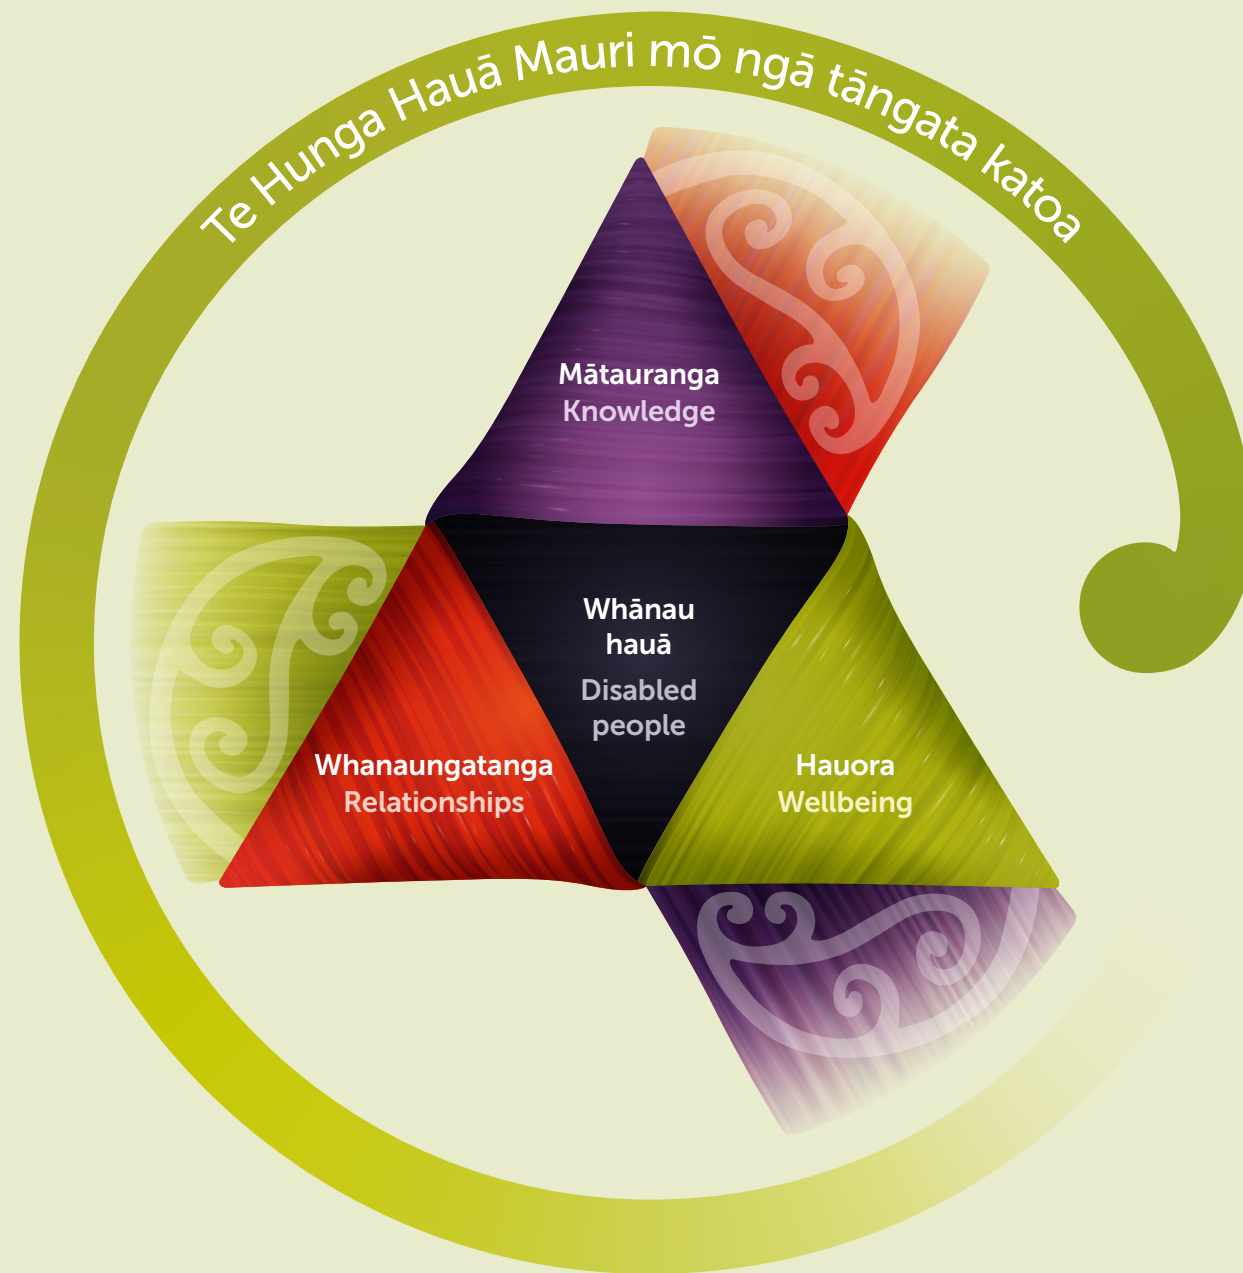 Te Hunga Hauā Mauri mō ngā tāngata katoa
Mātauranga
Knowledge
Whānau
hauā
Disabled
people
Whanaungatanga
Relationships
Hauora
Wellbeing